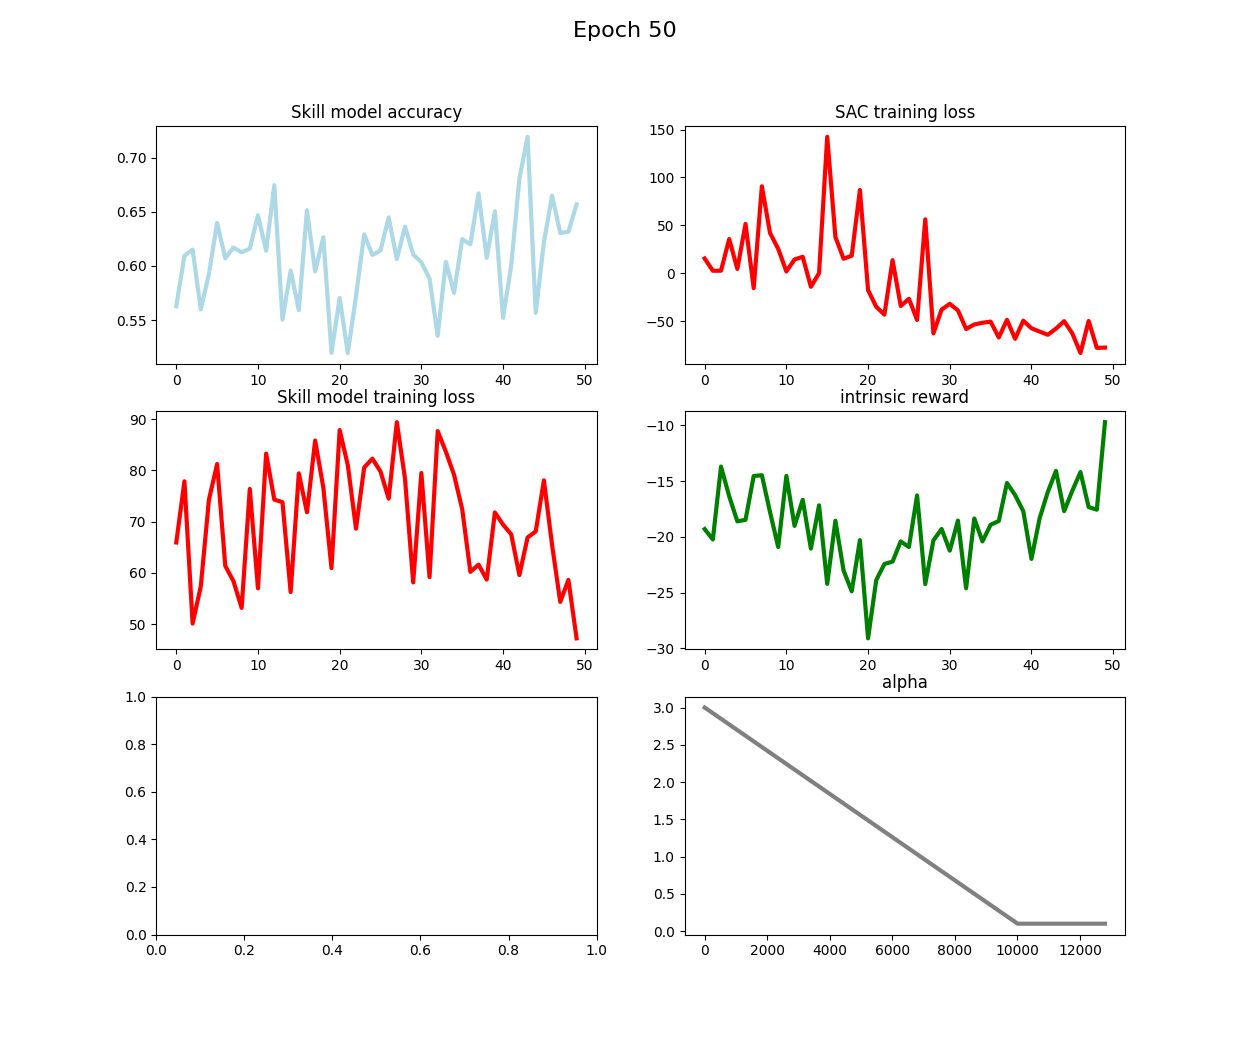 Epoch 50
Skill model accuracy
0.70
0.65
0.60
0.55
0 10 20 30 40 50
SAC training loss
150
100
50
0
−50
0 10 20 30 40 50
Skill model training loss
90
80
70
60
50
0 10 20 30 40 50
intrinsic reward
−10
−15
−20
−25
−30
0 10 20 30 40 50
1.0
0.8
0.6
0.4
0.2
0.0
0.0 0.2 0.4 0.6 0.8 1.0
alpha
3.0
2.5
2.0
1.5
1.0
0.5
0.0
0 2000 4000 6000 8000 10000 12000